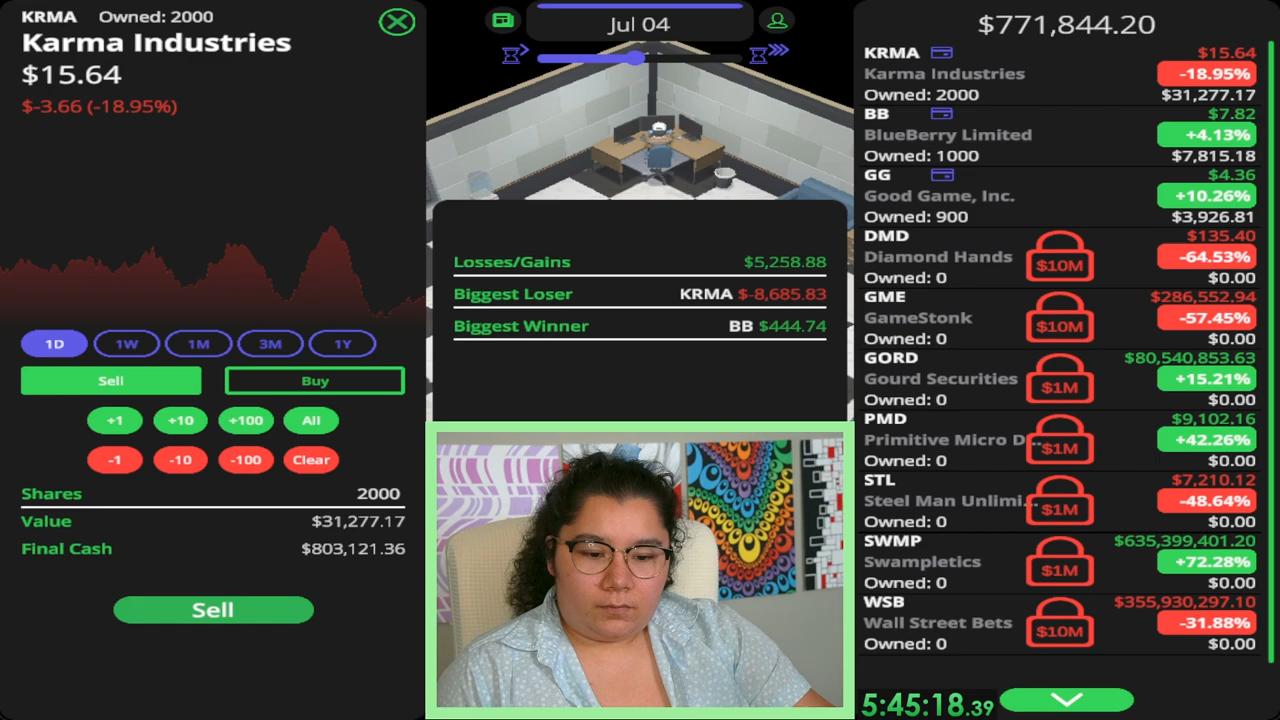 KRMA Owned: 2000
Karma Industries
$15.64
$-3.66 (-18.95%)
1D 1W 1M 3M 1Y
Sell Buy
+1 +10 +100 All
-1 -10 -100 Clear
Shares 2000
Value $31,277.17
Final Cash $803,121.36
Sell
Jul 04
Losses/Gains $5,258.88
Biggest Loser KRMA $-8,685.83
Biggest Winner BB $444.74
$771,844.20
KRMA $15.64
Karma Industries -18.95%
Owned: 2000 $31,277.17
BB $7.82
BlueBerry Limited +4.13%
Owned: 1000 $7,815.18
GG $4.36
Good Game, Inc. +10.26%
Owned: 900 $3,926.81
DMD $135.40
Diamond Hands $10M -64.53%
Owned: 0 $0.00
GME $286,552.94
GameStonk $10M -57.45%
Owned: 0 $0.00
GORD $80,540,853.63
Gourd Securities $1M +15.21%
Owned: 0 $0.00
PMD $9,102.16
Primitive Micro D... $1M +42.26%
Owned: 0 $0.00
STL $7,210.12
Steel Man Unlimi... $1M -48.64%
Owned: 0 $0.00
SWMP $635,399,401.20
Swampletics $1M +72.28%
Owned: 0 $0.00
WSB $355,930,297.10
Wall Street Bets $10M -31.88%
Owned: 0 $0.00
5:45:18.39